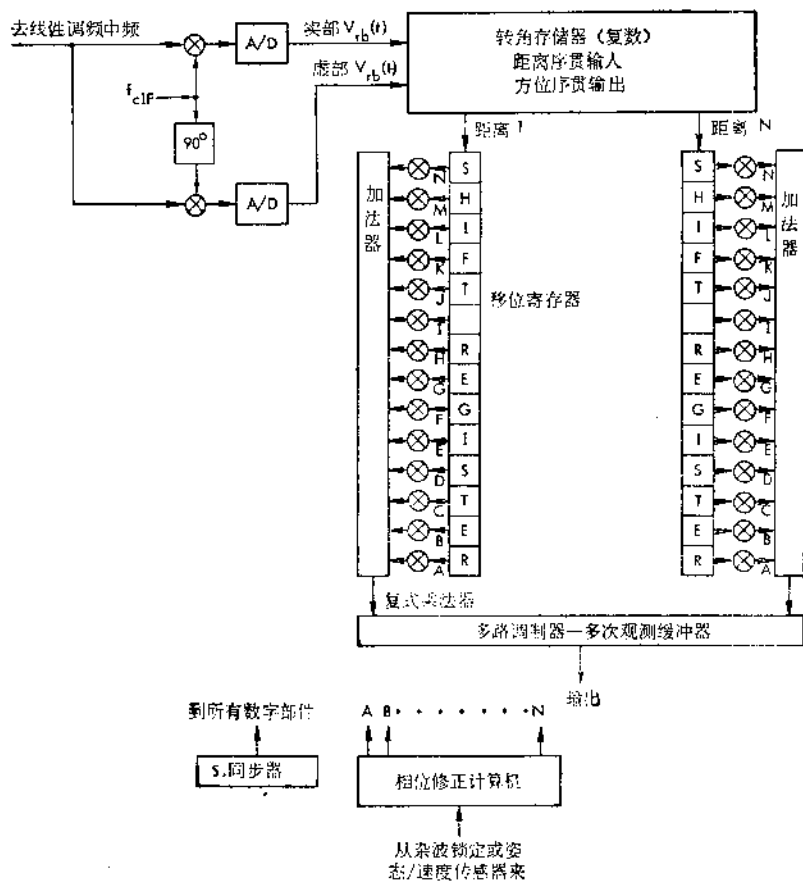 去线性调频中频
A/D
实部 V_rb(t)
虚部 V_rb(t)
f_cIF
90°
A/D
转角存储器（复数）
距离序贯输入
方位序贯输出
距离 1
距离 N
加法器
N
M
L
K
J
I
H
G
F
E
D
C
B
A
S
H
I
F
T
R
E
G
I
S
T
E
R
移位寄存器
S
H
I
F
T
R
E
G
I
S
T
E
R
N
M
L
K
J
I
H
G
F
E
D
C
B
A
加法器
复式乘法器
多路调制器—多次观测缓冲器
输出
到所有数字部件
A B N
S.同步器
相位修正计算机
从杂波锁定或姿
态/速度传感器来